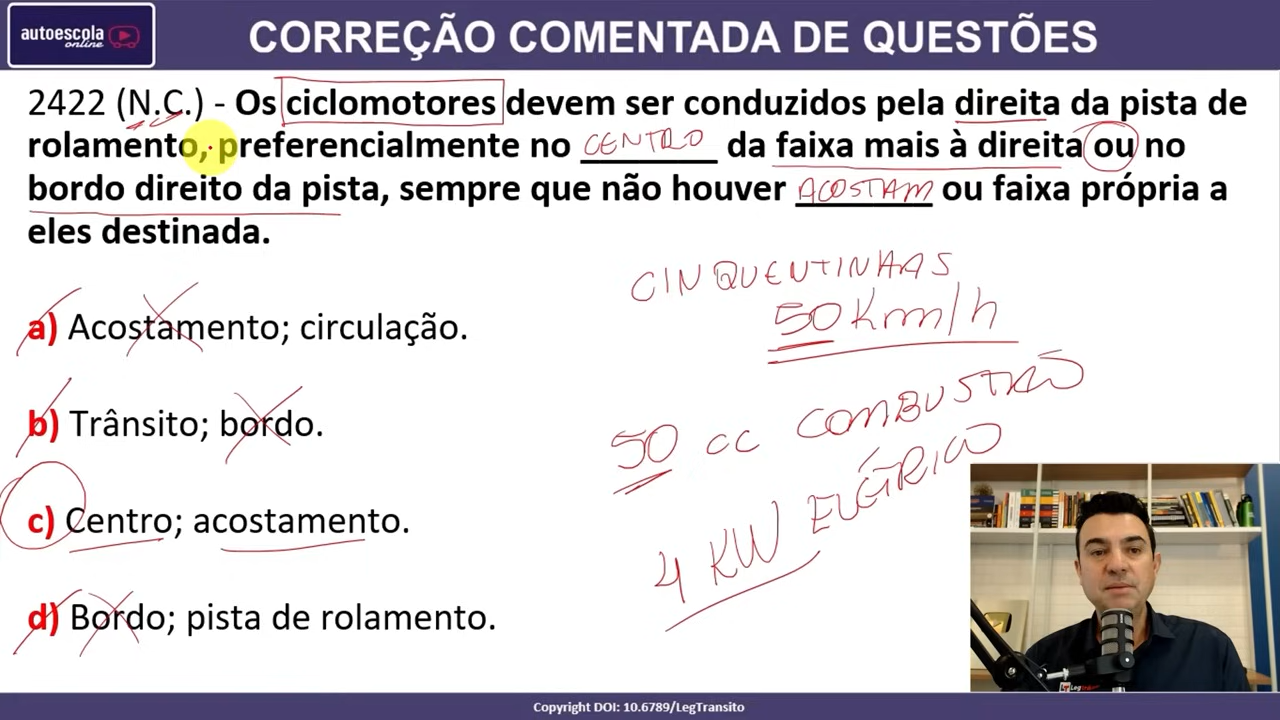 autoescola
online
CORREÇÃO COMENTADA DE QUESTÕES
2422 (N.C.) - Os ciclomotores devem ser conduzidos pela direita da pista de
rolamento, preferencialmente no CENTRO da faixa mais à direita ou no
bordo direito da pista, sempre que não houver ACOSTAM ou faixa própria a
eles destinada.
CINQUENTINHAS
50 Km/h
a) Acostamento; circulação.
50 cc COMBUSTÃO
b) Trânsito; bordo.
4 KW ELÉTRICO
c) Centro; acostamento.
d) Bordo; pista de rolamento.
Copyright DOI: 10.6789/LegTransito